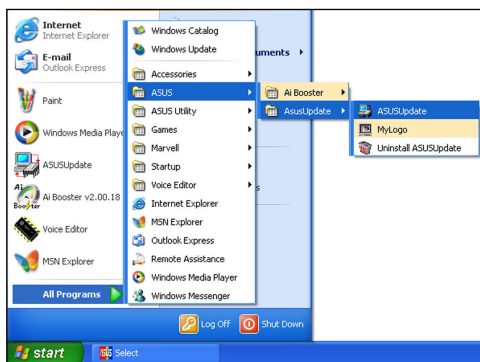 Internet
Internet Explorer
E-mail
Outlook Express
Paint
Windows Media Playe
ASUSUpdate
Ai Booster v2.00.18
Voice Editor
MSN Explorer
All Programs
Windows Catalog
Windows Update
Accessories
ASUS
ASUS Utility
Games
Marvell
Startup
Voice Editor
Internet Explorer
MSN Explorer
Outlook Express
Remote Assistance
Windows Media Player
Windows Messenger
uments
s
Ai Booster
AsusUpdate
ASUSUpdate
MyLogo
Uninstall ASUSUpdate
Log Off
Shut Down
start
Select